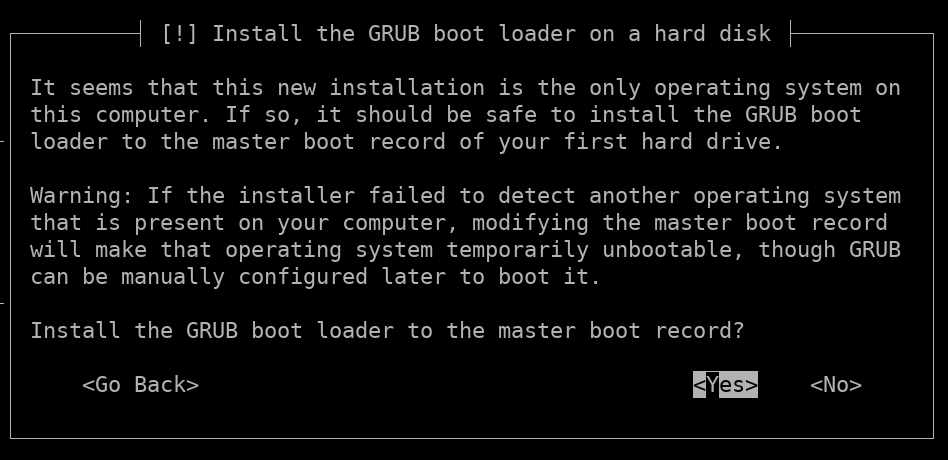 [!] Install the GRUB boot loader on a hard disk
It seems that this new installation is the only operating system on
this computer. If so, it should be safe to install the GRUB boot
loader to the master boot record of your first hard drive.
Warning: If the installer failed to detect another operating system
that is present on your computer, modifying the master boot record
will make that operating system temporarily unbootable, though GRUB
can be manually configured later to boot it.
Install the GRUB boot loader to the master boot record?
<Go Back> <Yes> <No>